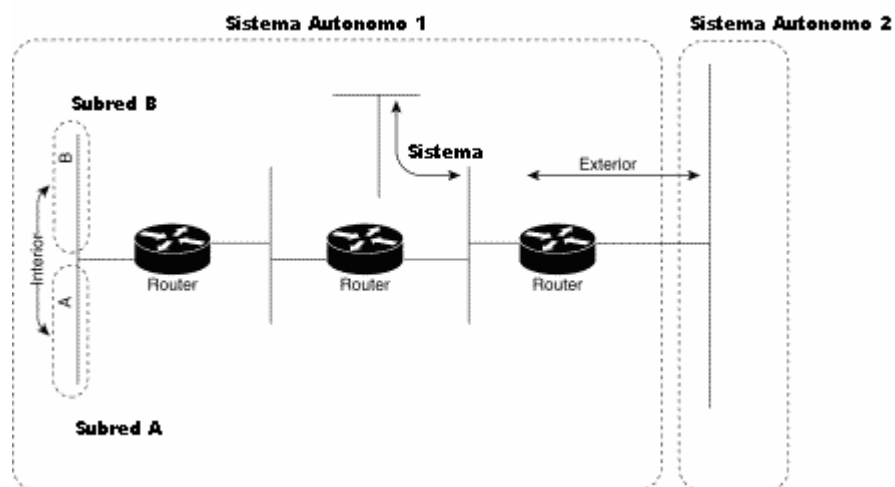 Sistema Autonomo 1
Sistema Autonomo 2
Subred B
B
Sistema
Exterior
Interior
A
Router
Router
Router
Subred A